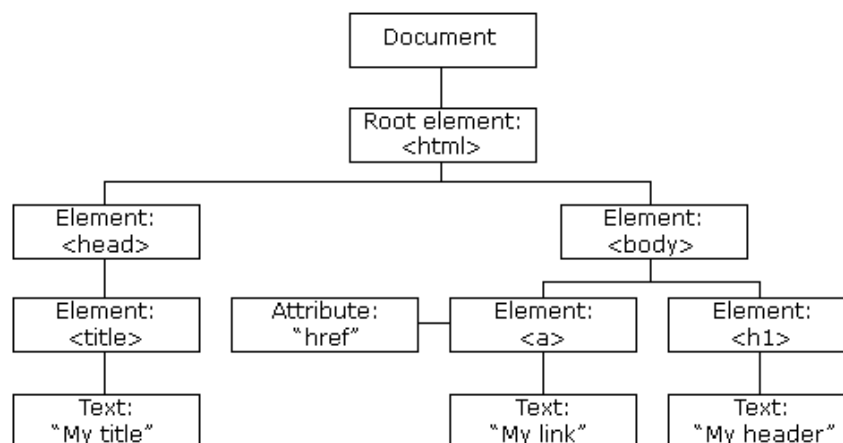 Document
Root element:
<html>
Element:
<head>
Element:
<body>
Element:
<title>
Attribute:
“href”
Element:
<a>
Element:
<h1>
Text:
“My title”
Text:
“My link”
Text:
“My header”